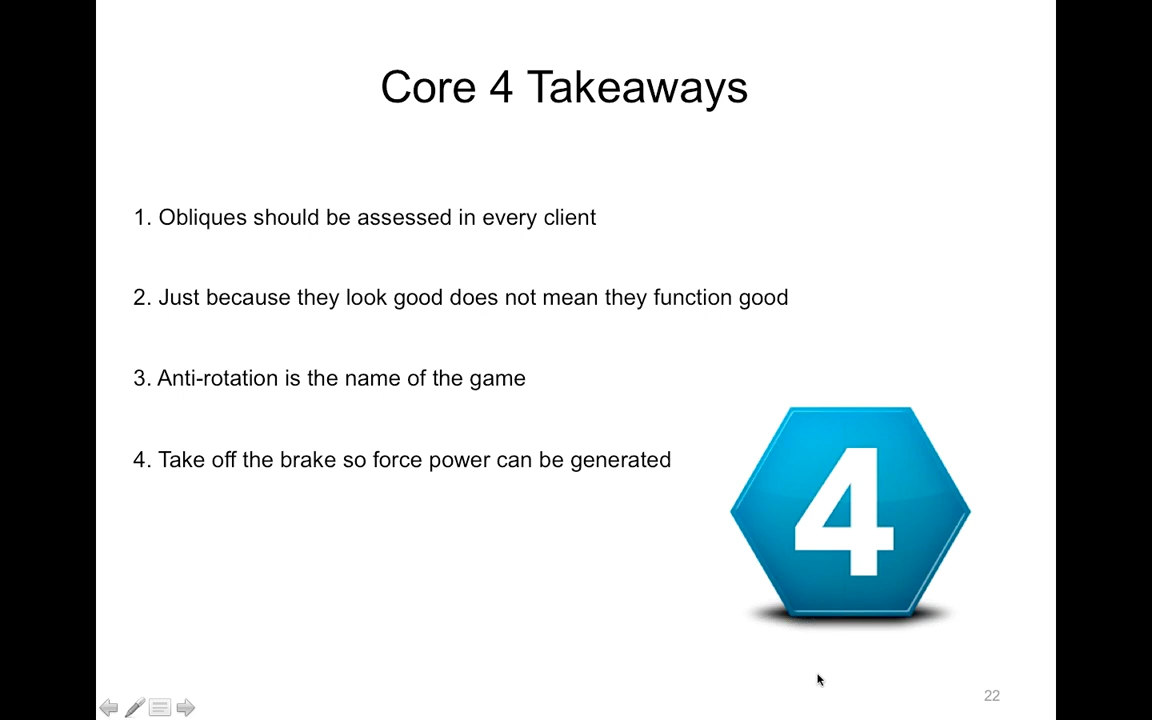 Core 4 Takeaways
1. Obliques should be assessed in every client
2. Just because they look good does not mean they function good
3. Anti-rotation is the name of the game
4. Take off the brake so force power can be generated
4
22